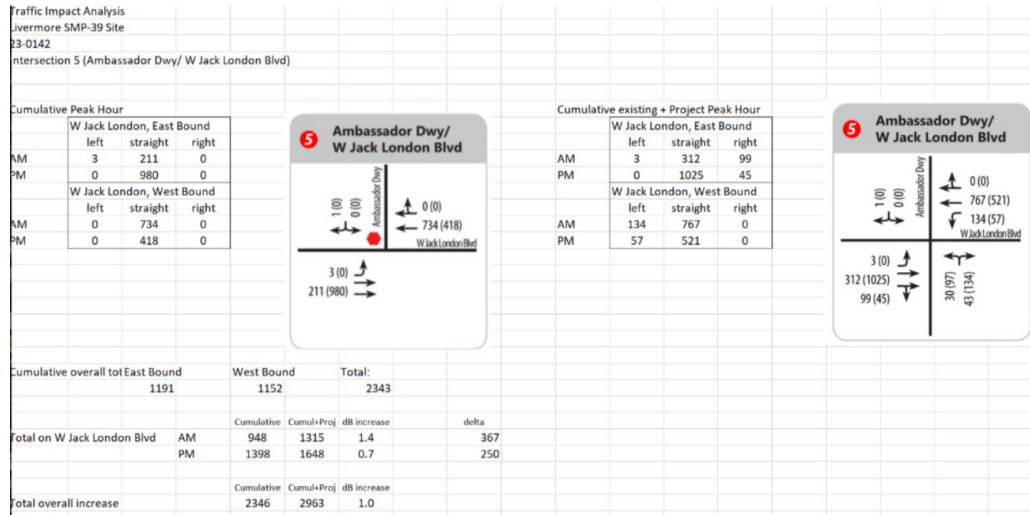 Traffic Impact Analysis
Livermore SMP-39 Site
23-0142
Intersection 5 (Ambassador Dwy/ W Jack London Blvd)
Cumulative Peak Hour
W Jack London, East Bound
left straight right
AM 3 211 0
PM 0 980 0
W Jack London, West Bound
left straight right
AM 0 734 0
PM 0 418 0
5 Ambassador Dwy/
W Jack London Blvd
1 (0)
0 (0)
Ambassador Dwy
0 (0)
734 (418)
W Jack London Blvd
3 (0)
211 (980)
Cumulative existing + Project Peak Hour
W Jack London, East Bound
left straight right
AM 3 312 99
PM 0 1025 45
W Jack London, West Bound
left straight right
AM 134 767 0
PM 57 521 0
5 Ambassador Dwy/
W Jack London Blvd
1 (0)
0 (0)
Ambassador Dwy
0 (0)
767 (521)
134 (57)
W Jack London Blvd
3 (0)
312 (1025)
99 (45)
30 (97)
43 (134)
Cumulative overall tot East Bound West Bound Total:
1191 1152 2343
Cumulative Cumul+Proj dB increase delta
Total on W Jack London Blvd AM 948 1315 1.4 367
PM 1398 1648 0.7 250
Cumulative Cumul+Proj dB increase
Total overall increase 2346 2963 1.0